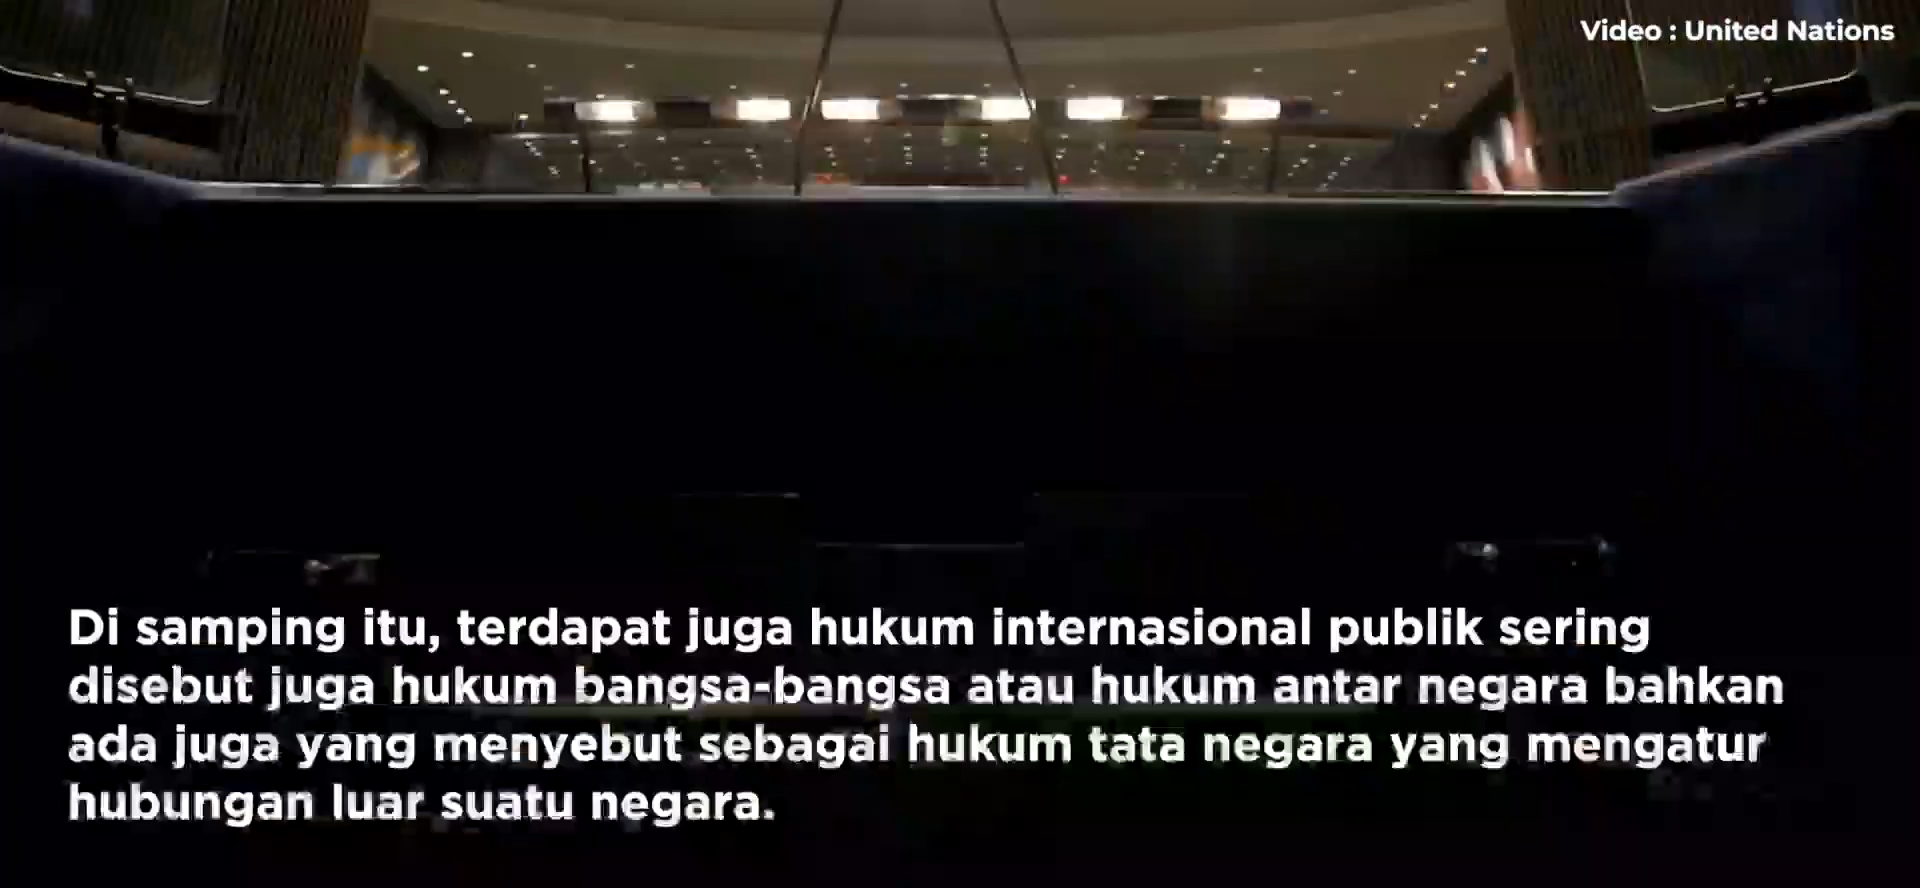 Video : United Nations
Di samping itu, terdapat juga hukum internasional publik sering
disebut juga hukum bangsa-bangsa atau hukum antar negara bahkan
ada juga yang menyebut sebagai hukum tata negara yang mengatur
hubungan luar suatu negara.